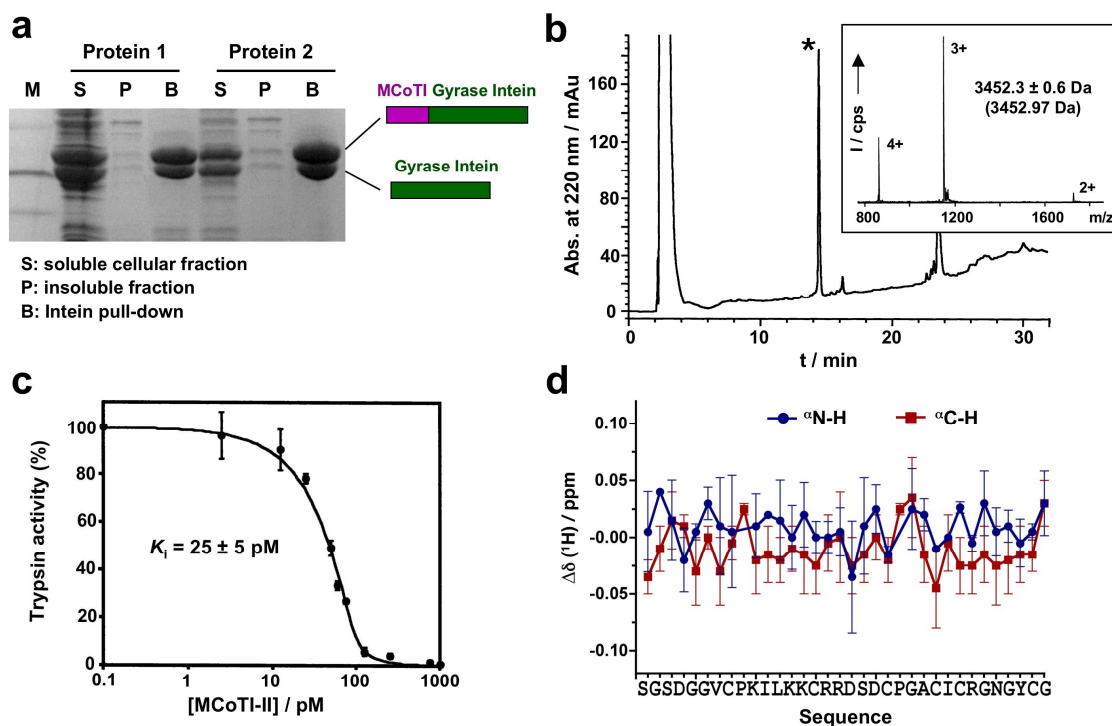 a
Protein 1 Protein 2
M S P B S P B
MCoTI Gyrase Intein
Gyrase Intein
S: soluble cellular fraction
P: insoluble fraction
B: Intein pull-down
b
Abs. at 220 nm / mAu
160
120
80
40
0
0 10 20 30
t / min
*
I / cps
4+
3+
2+
3452.3 ± 0.6 Da
(3452.97 Da)
800 1200 1600 m/z
c
Trypsin activity (%)
100
80
60
40
20
0
Ki = 25 ± 5 pM
0.1 1 10 100 1000
[MCoTI-II] / pM
d
αN-H αC-H
Δδ (¹H) / ppm
0.10
0.05
-0.00
-0.05
-0.10
SGSDGGVCPKILKKCRRDSDCPGACICRGNGYCG
Sequence